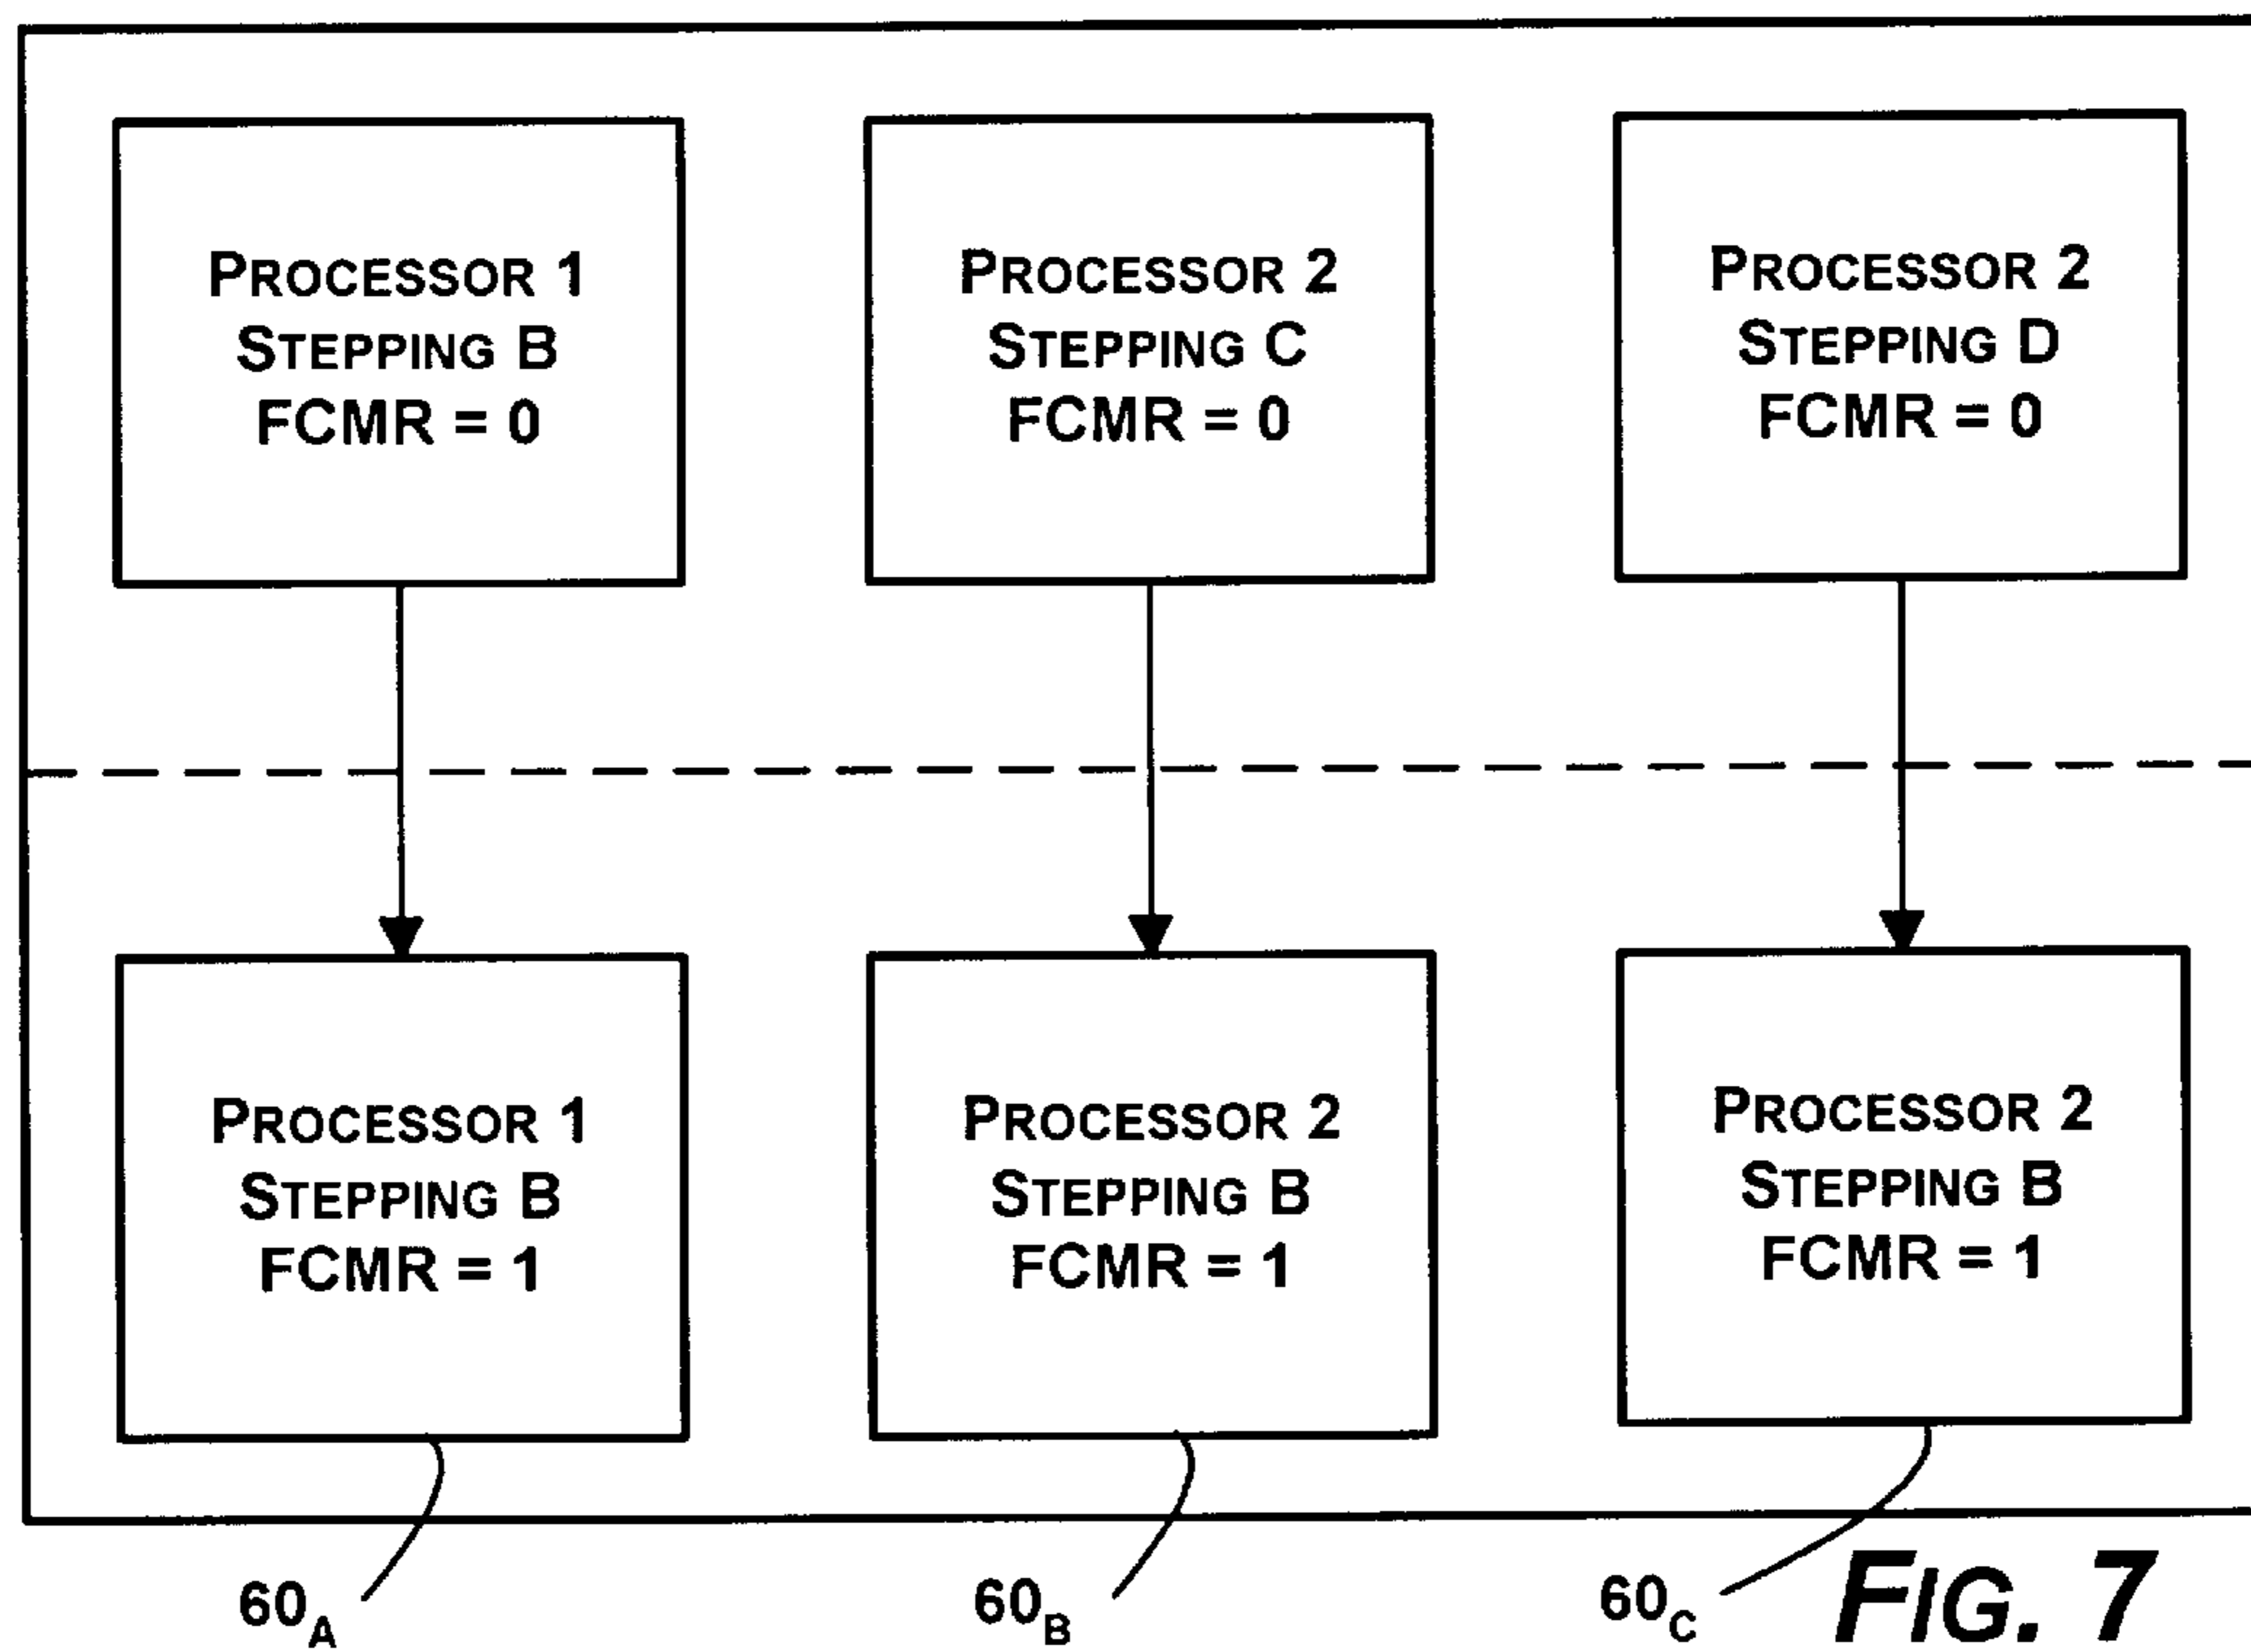 PROCESSOR 1
STEPPING B
FCMR = 0
PROCESSOR 2
STEPPING C
FCMR = 0
PROCESSOR 2
STEPPING D
FCMR = 0
PROCESSOR 1
STEPPING B
FCMR = 1
PROCESSOR 2
STEPPING B
FCMR = 1
PROCESSOR 2
STEPPING B
FCMR = 1
60A
60B
60C
FIG. 7